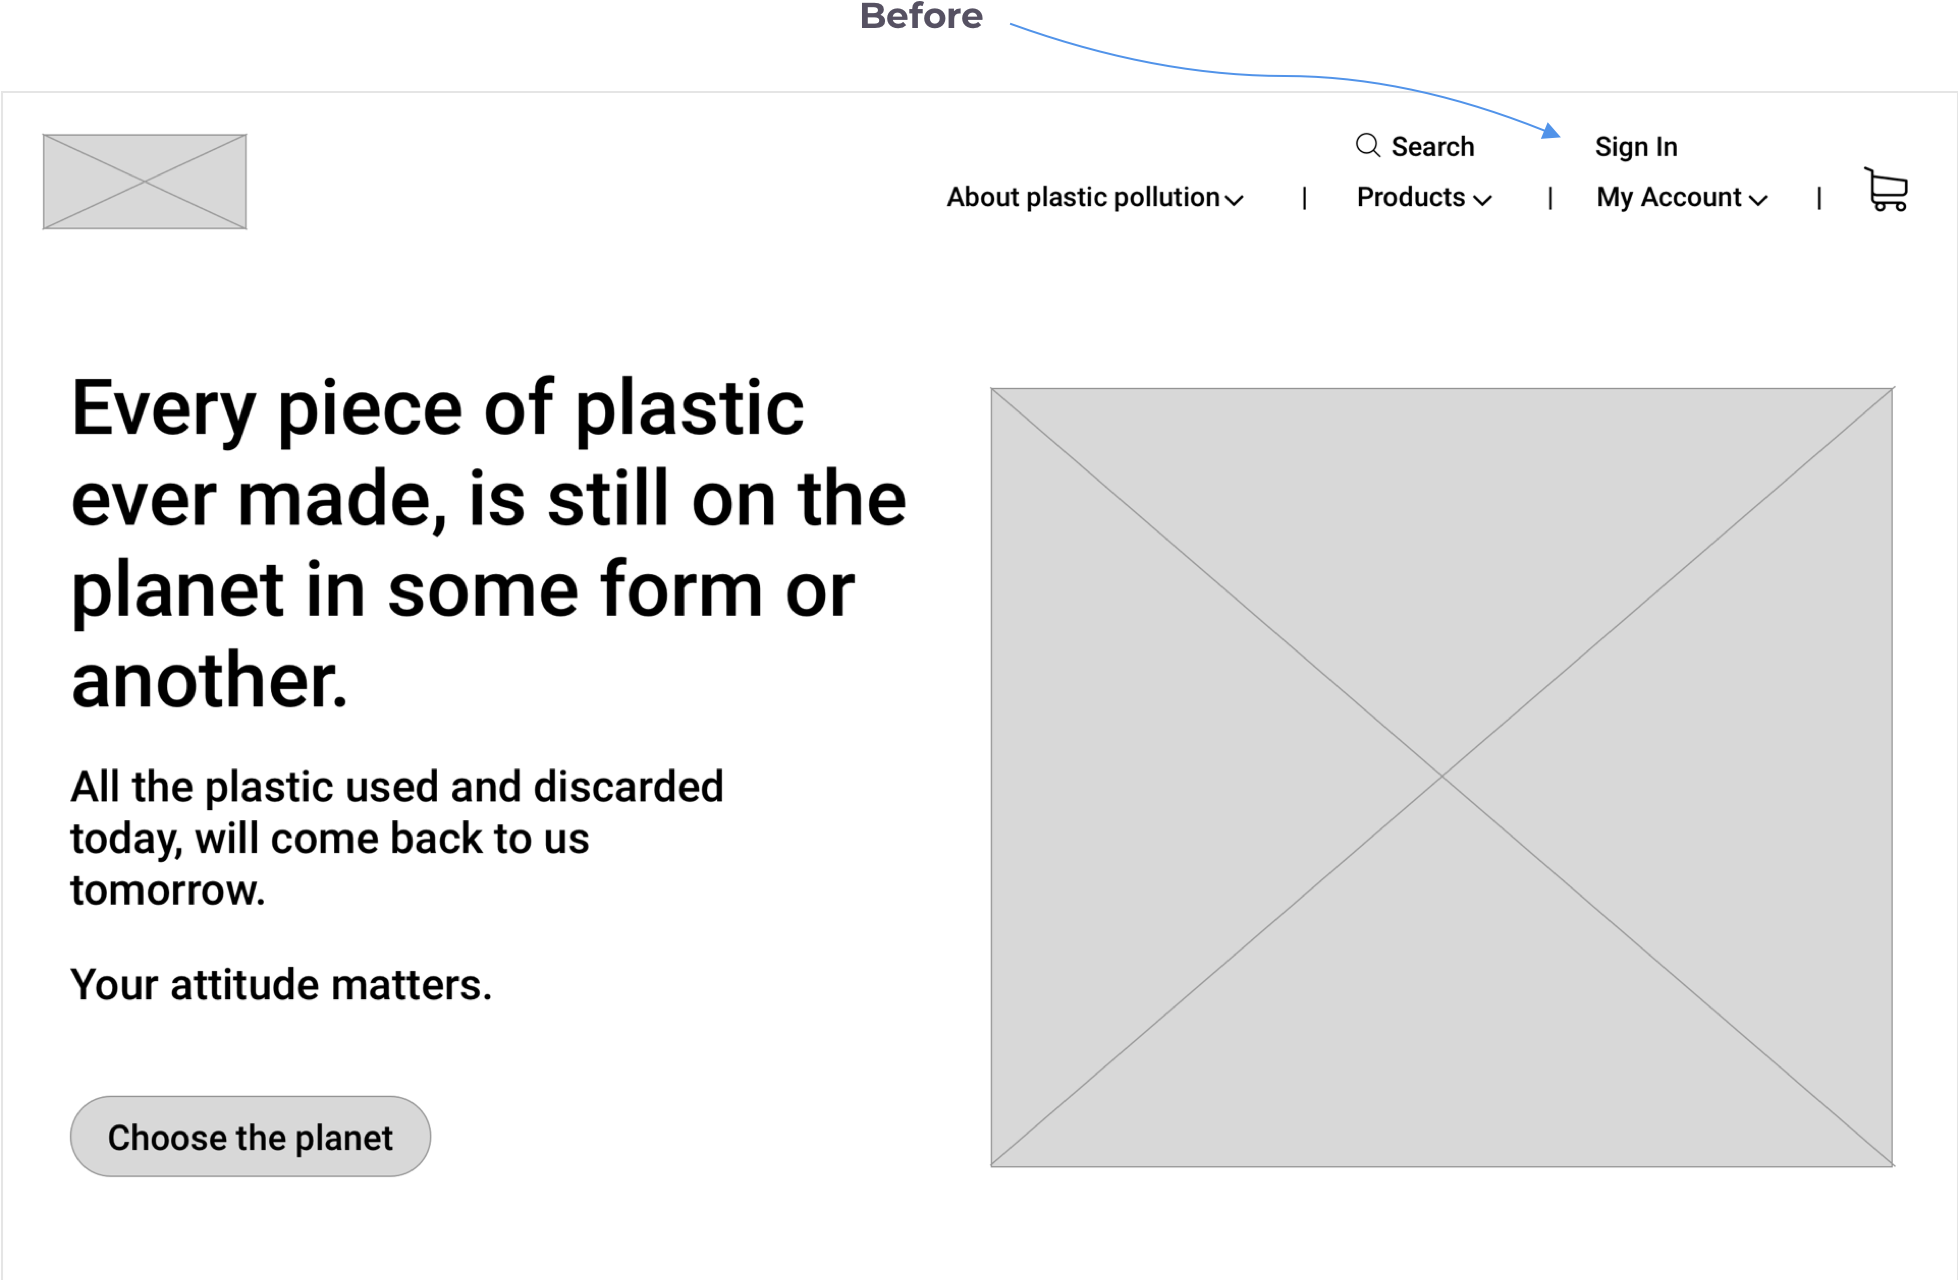 Before
Search
Sign In
About plastic pollution | Products | My Account |
Every piece of plastic
ever made, is still on the
planet in some form or
another.
All the plastic used and discarded
today, will come back to us
tomorrow.
Your attitude matters.
Choose the planet